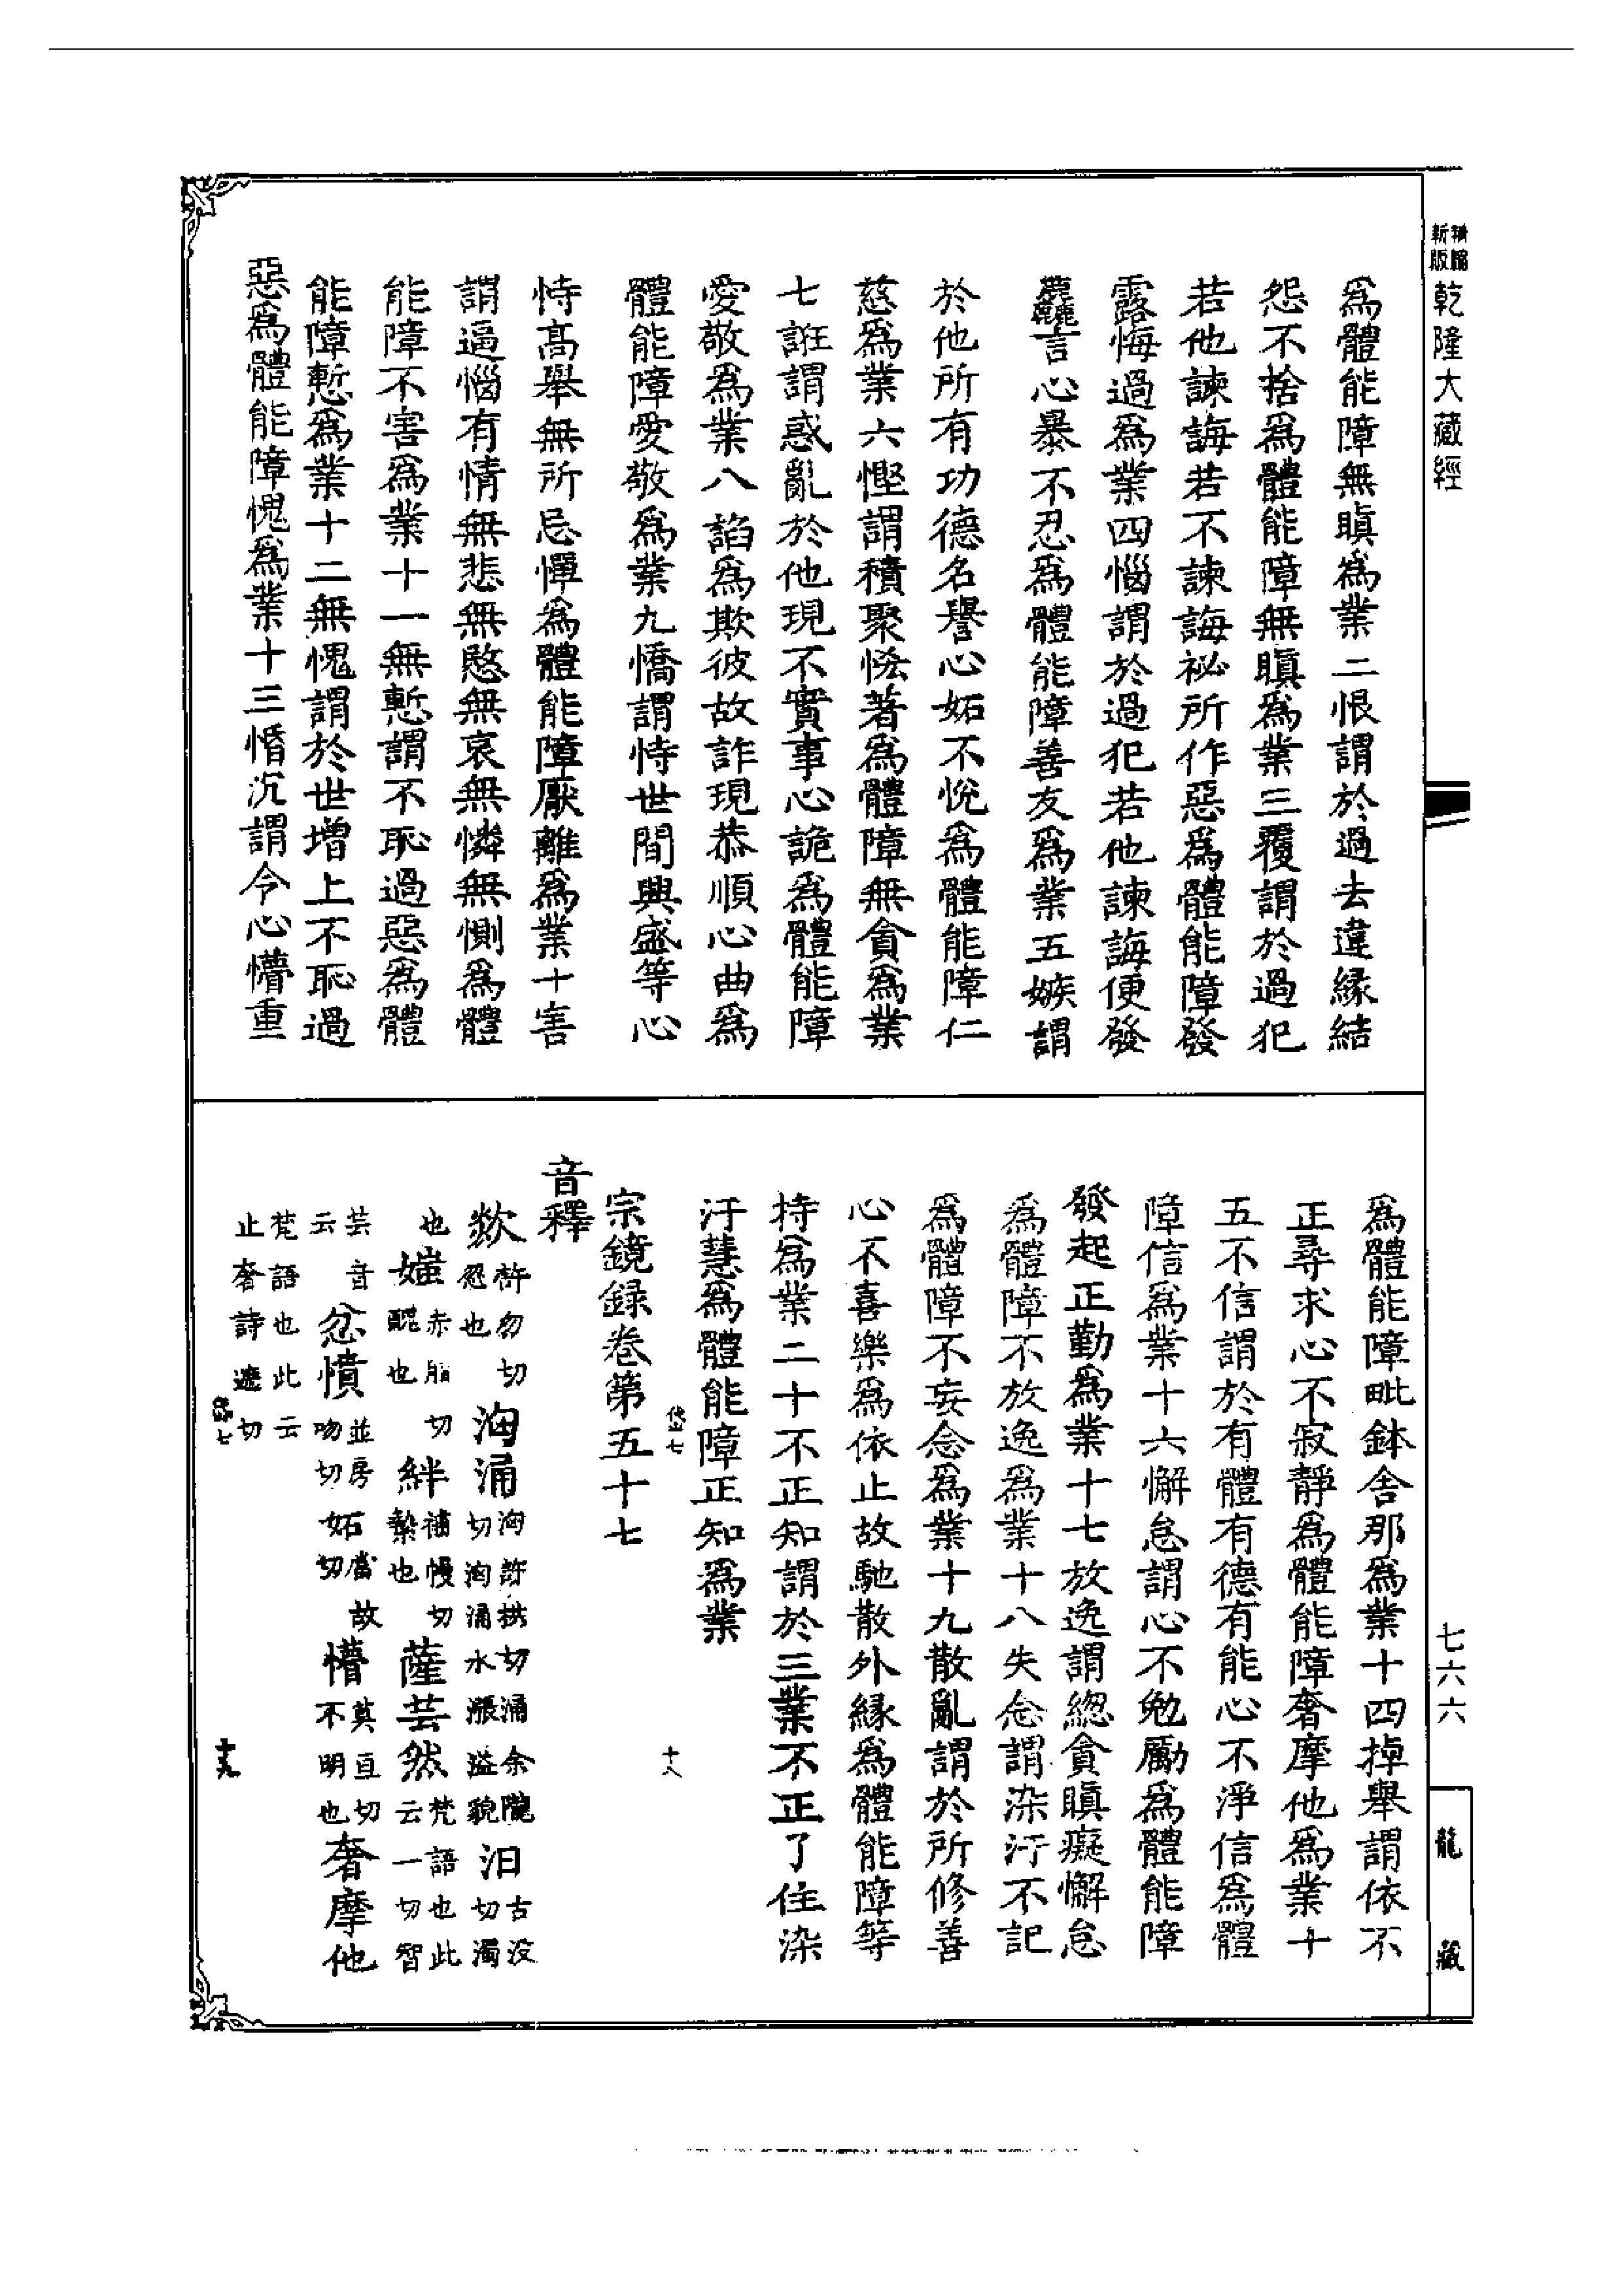 精縮新版乾隆大藏經
爲體能障無瞋爲業二恨謂於過去違緣結
怨不捨爲體能障無瞋爲業三覆謂於過犯
若他諫誨若不諫誨祕所作惡爲體能障發
露悔過爲業四惱謂於過犯若他諫誨便發
麤言心暴不忍爲體能障善友爲業五嫉謂
於他所有功德名譽心妬不悅爲體能障仁
慈爲業六慳謂積聚恡著爲體障無貪爲業
七誑謂惑亂於他現不實事心詭爲體能障
愛敬爲業八諂爲欺彼故詐現恭順心曲爲
體能障愛敬爲業九憍謂恃世間興盛等心
恃高舉無所忌憚爲體能障厭離爲業十害
謂逼惱有情無悲無愍無哀無憐無惻爲體
能障不害爲業十一無慙謂不恥過惡爲體
能障慙爲業十二無愧謂於世增上不恥過
惡爲體能障愧爲業十三惛沉謂令心懵重
爲體能障毗鉢舍那爲業十四掉舉謂依不
正尋求心不寂靜爲體能障奢摩他爲業十
五不信謂於有體有德有能心不淨信爲體
障信爲業十六懈怠謂心不勉勵爲體能障
發起正勤爲業十七放逸謂總貪瞋癡懈怠
爲體障不放逸爲業十八失念謂染汙不記
爲體障不妄念爲業十九散亂謂於所修善
心不喜樂爲依止故馳散外緣爲體能障等
持爲業二十不正知謂於三業不正了住染
汙慧爲體能障正知爲業
十八
宗鏡錄卷第五十七
音釋
欻許勿切忽也也 洶涌洶許拱切涌余隴切洶涌水漲溢貌 汩古沒切濁
也 媸赤脂切醜也 絆補慢切繫也 薩芸然梵語也此云一切智
芸音云 忿憤並房吻切 妬當故切 懵莫亘切不明也 奢摩他
梵語也此云止奢詩遮切
十九
七六六
龍藏